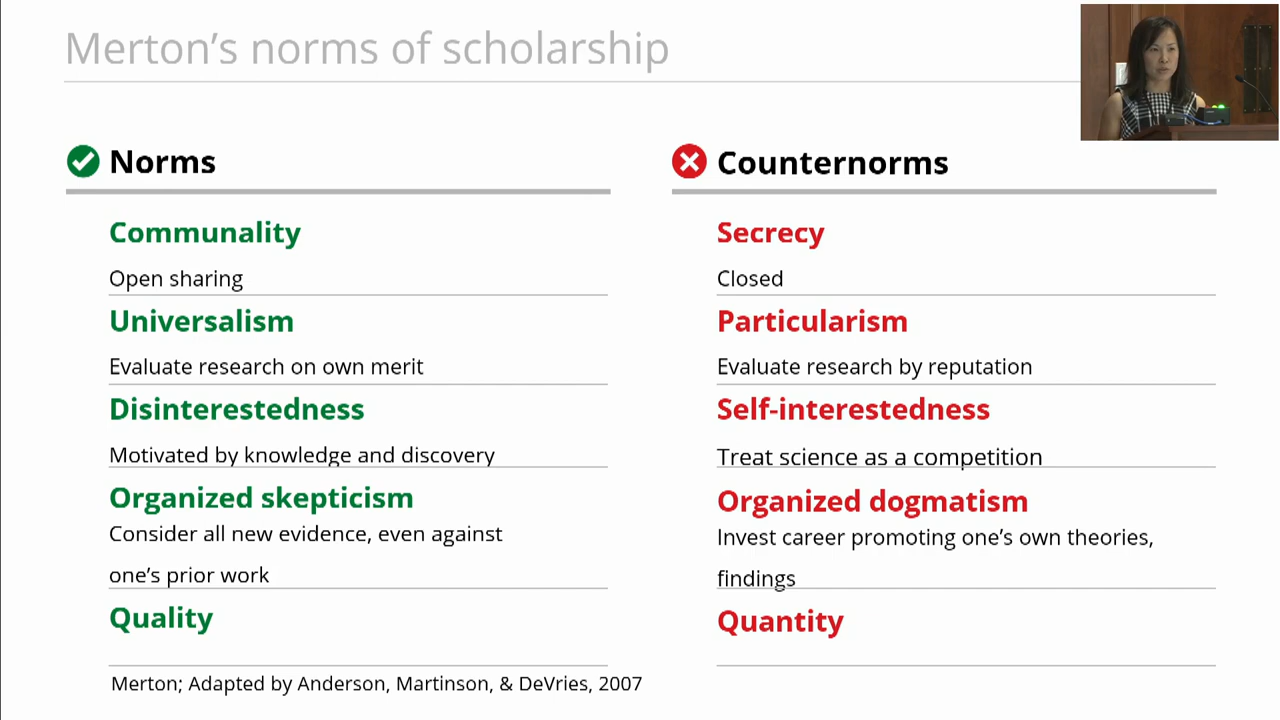 Merton’s norms of scholarship
Norms
Communality
Open sharing
Universalism
Evaluate research on own merit
Disinterestedness
Motivated by knowledge and discovery
Organized skepticism
Consider all new evidence, even against
one’s prior work
Quality
Counternorms
Secrecy
Closed
Particularism
Evaluate research by reputation
Self-interestedness
Treat science as a competition
Organized dogmatism
Invest career promoting one’s own theories,
findings
Quantity
Merton; Adapted by Anderson, Martinson, & DeVries, 2007